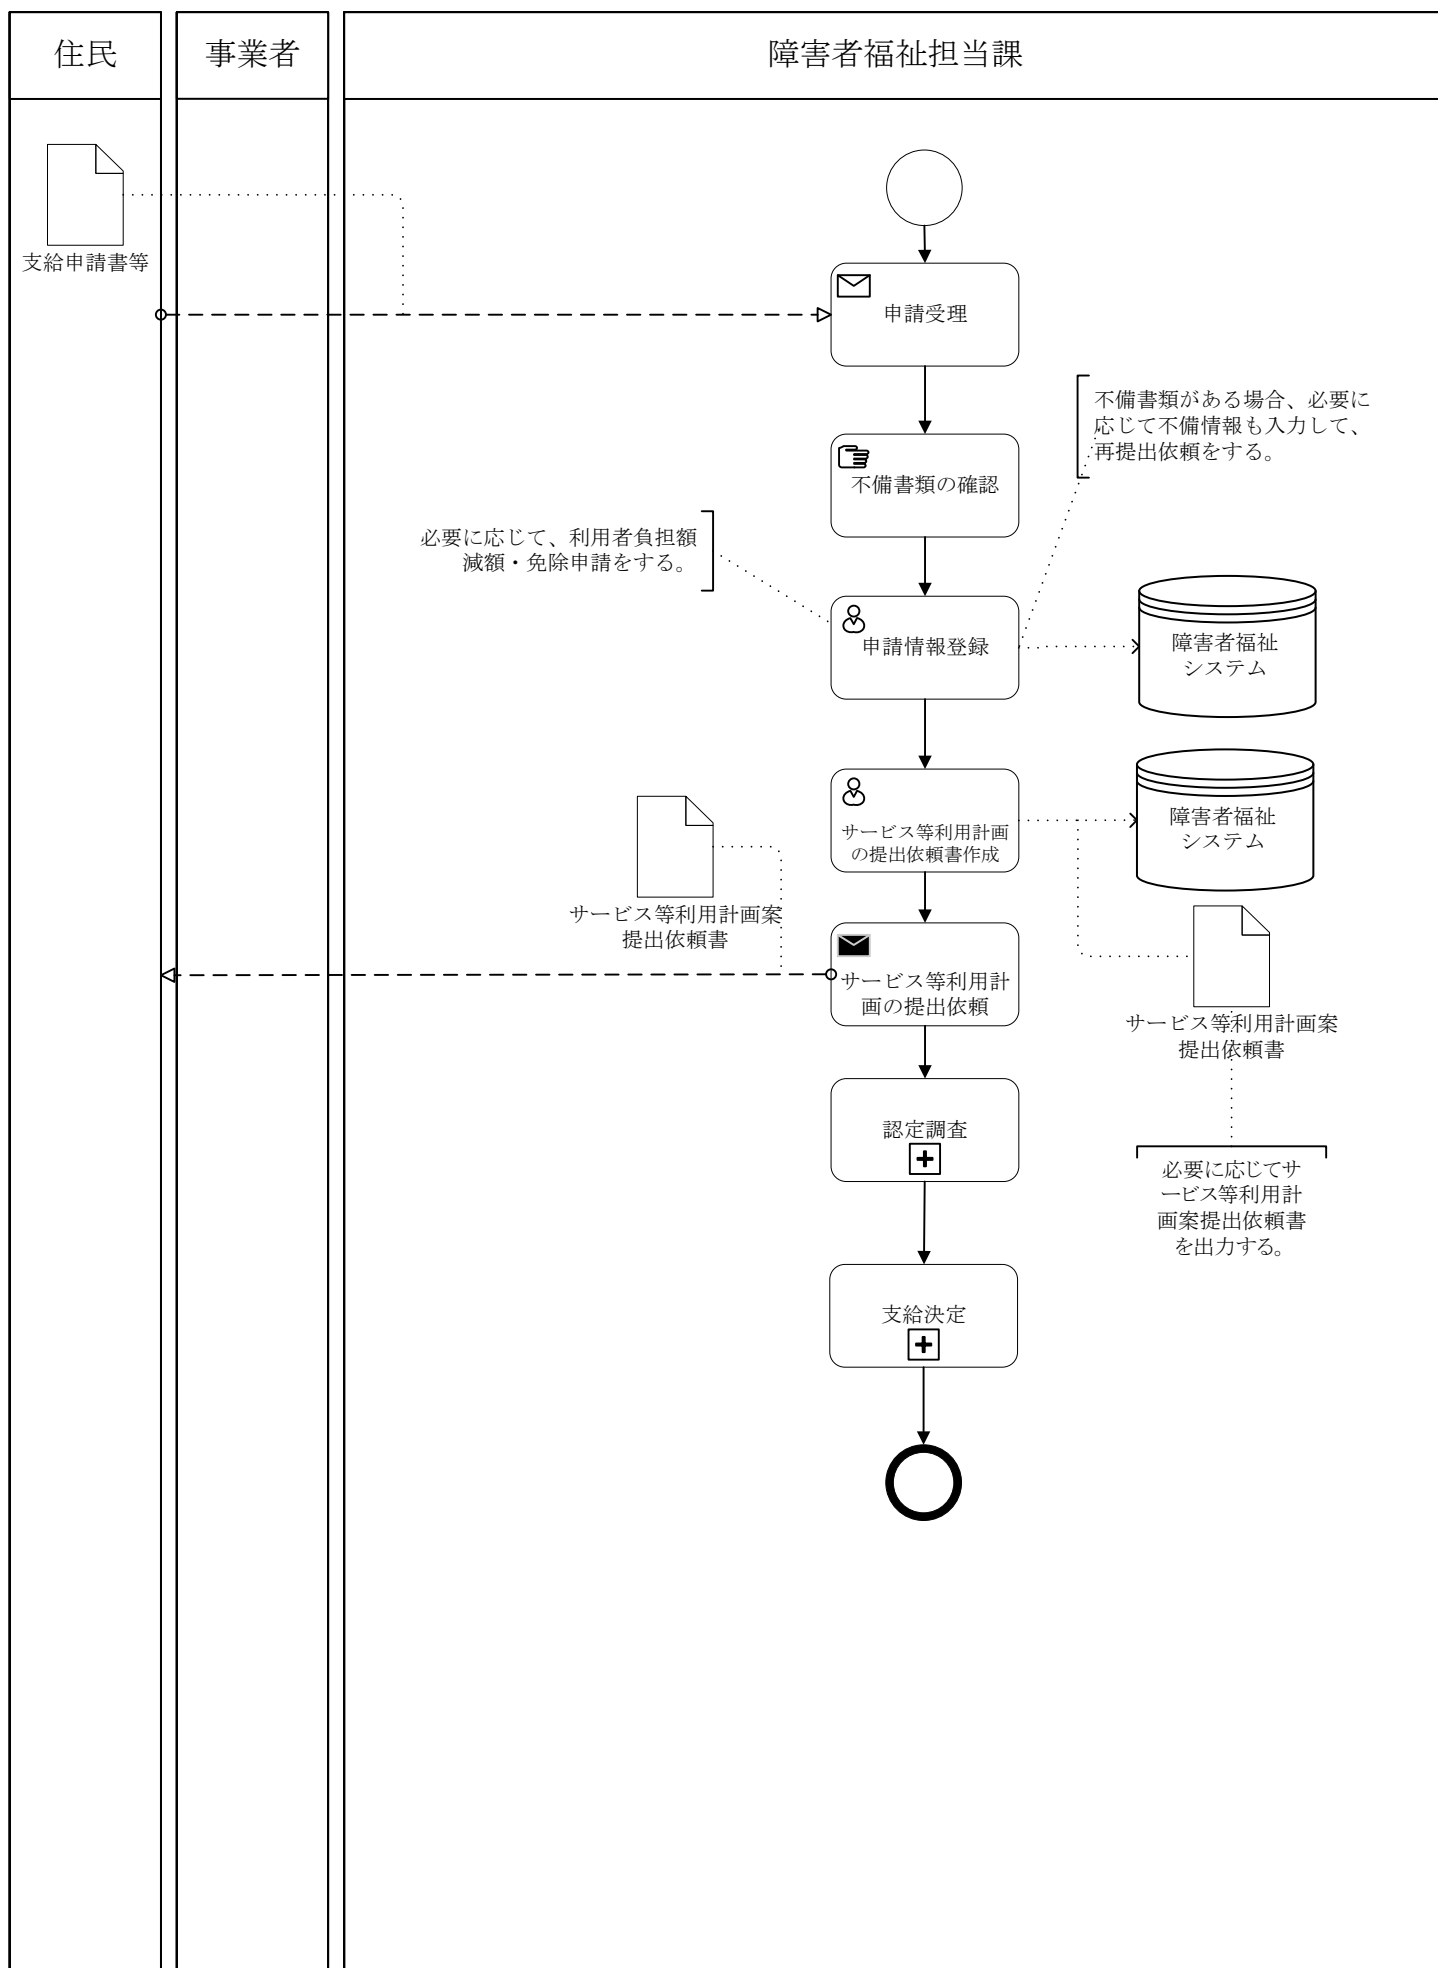 住民
事業者
障害者福祉担当課
支給申請書等
申請受理
不備書類がある場合、必要に
応じて不備情報も入力して、
再提出依頼をする。
不備書類の確認
必要に応じて、利用者負担額
減額・免除申請をする。
申請情報登録
障害者福祉
システム
サービス等利用計画
の提出依頼書作成
障害者福祉
システム
サービス等利用計画案
提出依頼書
サービス等利用計
画の提出依頼
サービス等利用計画案
提出依頼書
認定調査
必要に応じてサ
ービス等利用計
画案提出依頼書
を出力する。
支給決定